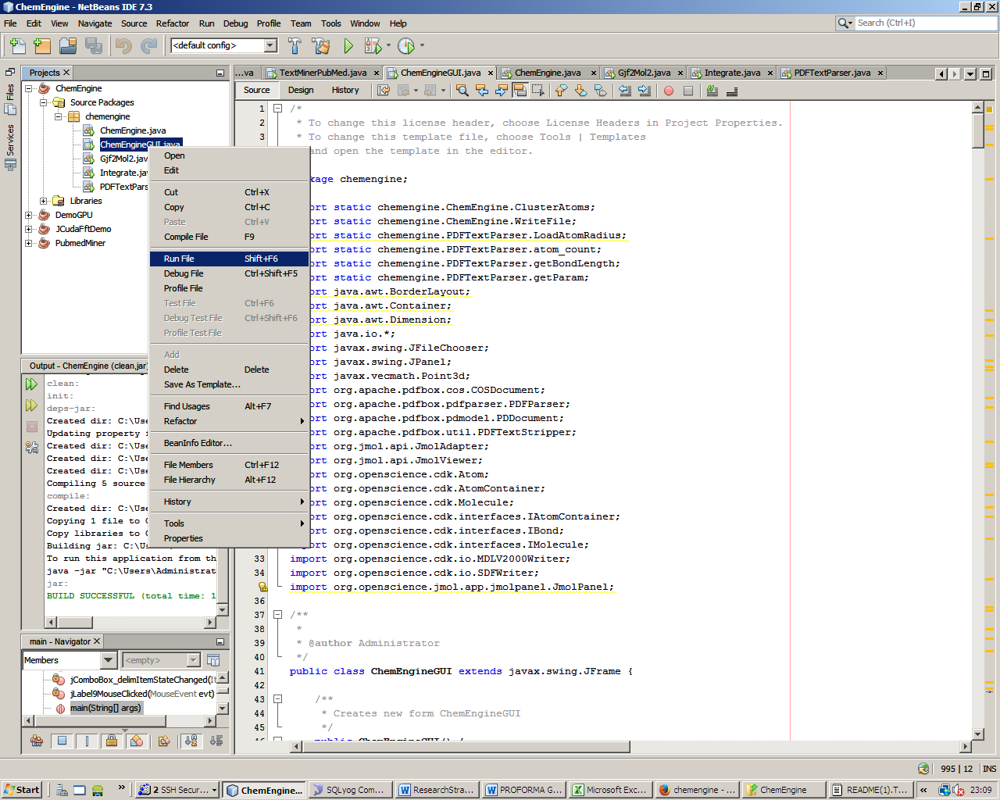 ChemEngine - NetBeans IDE 7.3
File Edit View Navigate Source Refactor Run Debug Profile Team Tools Window Help
Search (Ctrl+I)
<default config>
Projects
Files
Services
ChemEngine
Source Packages
chemengine
ChemEngine.java
ChemEngineGUI.java
Gjf2Mol2.java
Integrate.jav
PDFTextPars
Libraries
DemoGPU
JCudaFftDemo
PubmedMiner
Open
Edit
Cut Ctrl+X
Copy Ctrl+C
Paste Ctrl+V
Compile File F9
Run File Shift+F6
Debug File Ctrl+Shift+F5
Profile File
Test File Ctrl+F6
Debug Test File Ctrl+Shift+F6
Profile Test File
Add
Delete Delete
Save As Template...
Find Usages Alt+F7
Refactor
BeanInfo Editor...
File Members Ctrl+F12
File Hierarchy Alt+F12
History
Tools
Properties
Output - ChemEngine (clean,jar)
clean:
init:
deps-jar:
Created dir: C:\Use
Updating property f
Created dir: C:\Use
Created dir: C:\Use
Created dir: C:\Use
Compiling 5 source
compile:
Created dir: C:\Use
Copying 1 file to C
Copy libraries to C
Building jar: C:\Us
To run this application from th
java -jar "C:\Users\Administrat
jar:
BUILD SUCCESSFUL (total time: 1
main - Navigator
Members <empty>
jComboBox_delimItemStateChanged(It
jLabel9MouseClicked(MouseEvent evt)
main(String[] args)
...va TextMinerPubMed.java ChemEngineGUI.java ChemEngine.java Gjf2Mol2.java Integrate.java PDFTextParser.java
Source Design History
1 /*
2 * To change this license header, choose License Headers in Project Properties.
3 * To change this template file, choose Tools | Templates
and open the template in the editor.
kage chemengine;
ort static chemengine.ChemEngine.ClusterAtoms;
ort static chemengine.ChemEngine.WriteFile;
ort static chemengine.PDFTextParser.LoadAtomRadius;
ort static chemengine.PDFTextParser.atom_count;
ort static chemengine.PDFTextParser.getBondLength;
ort static chemengine.PDFTextParser.getParam;
ort java.awt.BorderLayout;
ort java.awt.Container;
ort java.awt.Dimension;
ort java.io.*;
ort javax.swing.JFileChooser;
ort javax.swing.JPanel;
ort javax.vecmath.Point3d;
ort org.apache.pdfbox.cos.COSDocument;
ort org.apache.pdfbox.pdfparser.PDFParser;
ort org.apache.pdfbox.pdmodel.PDDocument;
ort org.apache.pdfbox.util.PDFTextStripper;
ort org.jmol.api.JmolAdapter;
ort org.jmol.api.JmolViewer;
ort org.openscience.cdk.Atom;
ort org.openscience.cdk.AtomContainer;
ort org.openscience.cdk.Molecule;
ort org.openscience.cdk.interfaces.IAtomContainer;
ort org.openscience.cdk.interfaces.IBond;
ort org.openscience.cdk.interfaces.IMolecule;
33 import org.openscience.cdk.io.MDLV2000Writer;
34 import org.openscience.cdk.io.SDFWriter;
import org.openscience.jmol.app.jmolpanel.JmolPanel;
36
37 /**
38 *
39 * @author Administrator
40 */
41 public class ChemEngineGUI extends javax.swing.JFrame {
42
43 /**
44 * Creates new form ChemEngineGUI
45 */
46 public ChemEngineGUI() {
995 | 12 INS
Start
2 SSH Secur...
ChemEngine...
SQLyog Com...
ResearchStra...
PROFORMA G...
Microsoft Exc...
chemengine - ...
ChemEngine
README(1).T...
23:09